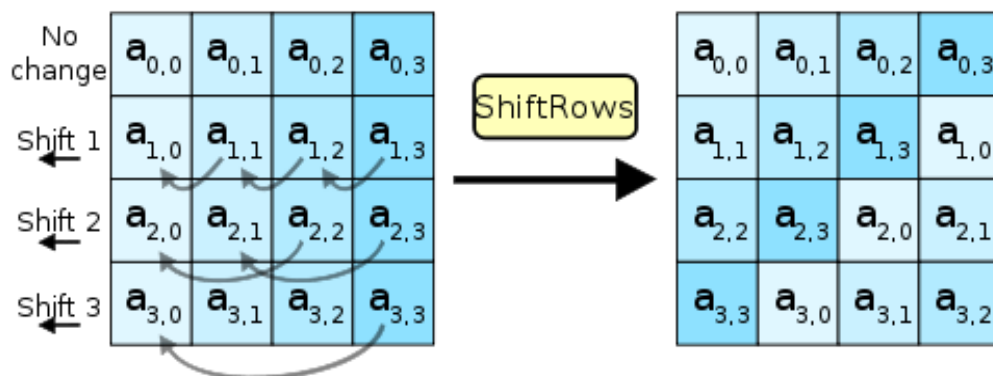 No change a0,0 a0,1 a0,2 a0,3
Shift 1 a1,0 a1,1 a1,2 a1,3
Shift 2 a2,0 a2,1 a2,2 a2,3
Shift 3 a3,0 a3,1 a3,2 a3,3
ShiftRows
a0,0 a0,1 a0,2 a0,3
a1,1 a1,2 a1,3 a1,0
a2,2 a2,3 a2,0 a2,1
a3,3 a3,0 a3,1 a3,2